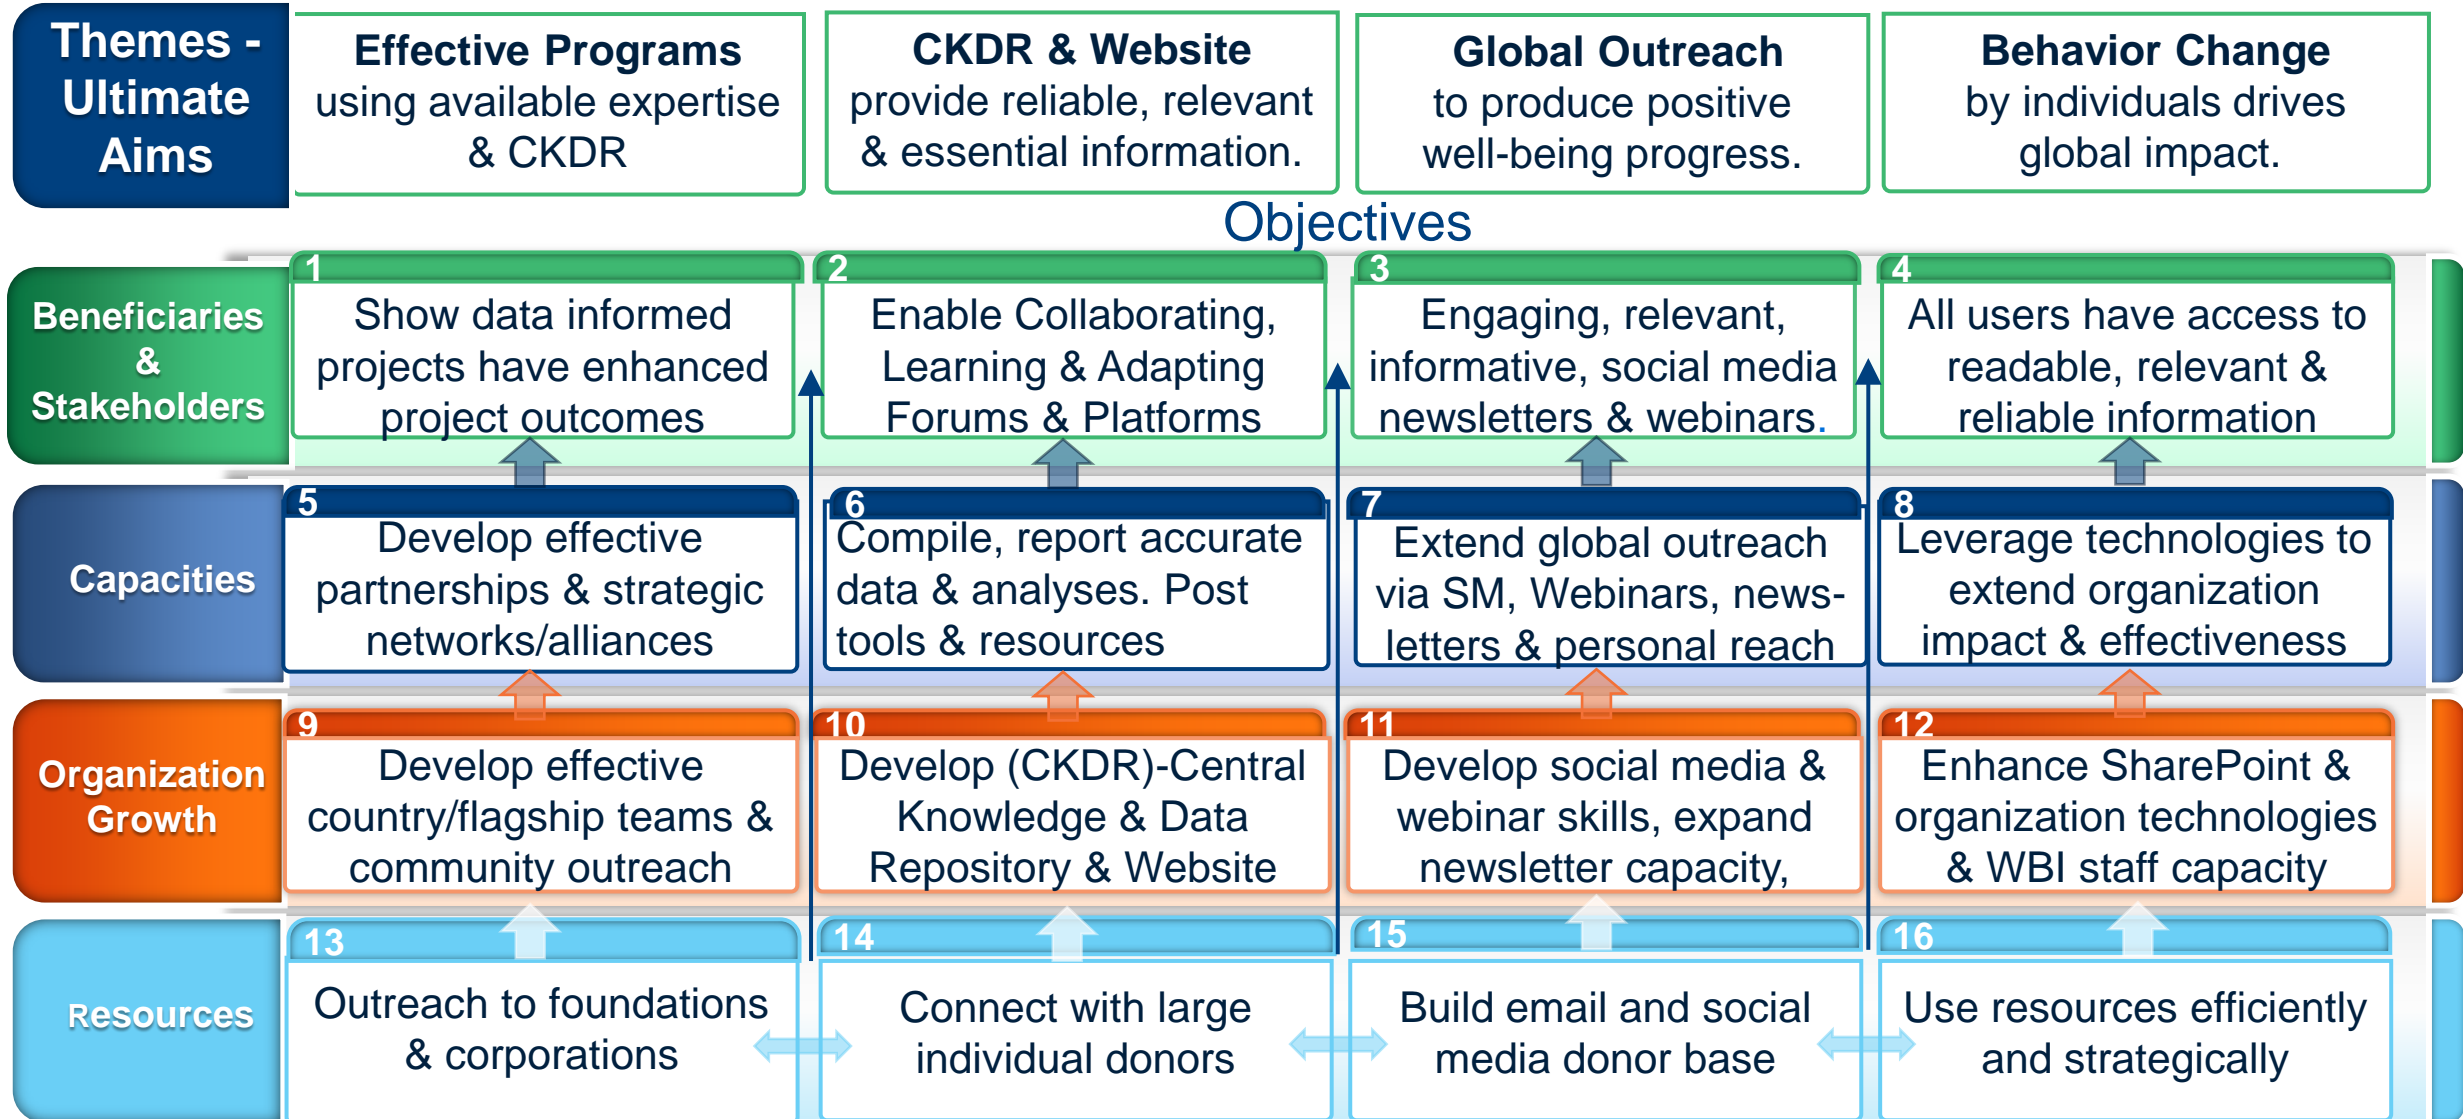 Themes -
Ultimate
Aims
Effective Programs
using available expertise
& CKDR
CKDR & Website
provide reliable, relevant
& essential information.
Global Outreach
to produce positive
well-being progress.
Behavior Change
by individuals drives
global impact.
Objectives
Beneficiaries
&
Stakeholders
1
Show data informed
projects have enhanced
project outcomes
2
Enable Collaborating,
Learning & Adapting
Forums & Platforms
3
Engaging, relevant,
informative, social media
newsletters & webinars.
4
All users have access to
readable, relevant &
reliable information
Capacities
5
Develop effective
partnerships & strategic
networks/alliances
6
Compile, report accurate
data & analyses. Post
tools & resources
7
Extend global outreach
via SM, Webinars, news-
letters & personal reach
8
Leverage technologies to
extend organization
impact & effectiveness
Organization
Growth
9
Develop effective
country/flagship teams &
community outreach
10
Develop (CKDR)-Central
Knowledge & Data
Repository & Website
11
Develop social media &
webinar skills, expand
newsletter capacity,
12
Enhance SharePoint &
organization technologies
& WBI staff capacity
Resources
13
Outreach to foundations
& corporations
14
Connect with large
individual donors
15
Build email and social
media donor base
16
Use resources efficiently
and strategically